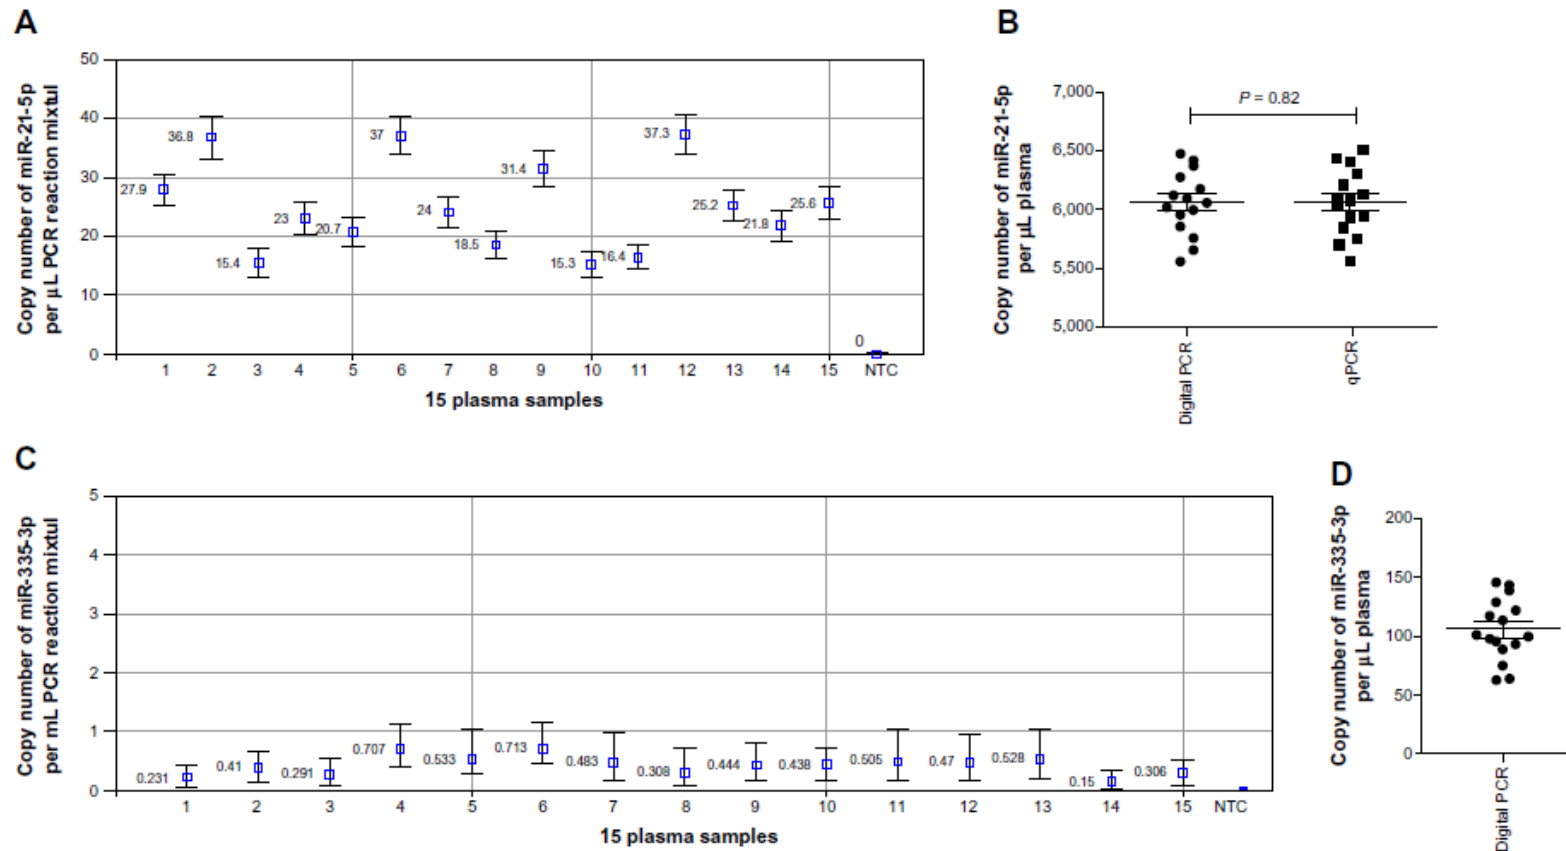 A
Copy number of miR-21-5p
per μL PCR reaction mixtul
50
40
30
20
10
0
27.9
36.8
15.4
23
20.7
37
24
18.5
31.4
15.3
16.4
37.3
25.2
21.8
25.6
0
1 2 3 4 5 6 7 8 9 10 11 12 13 14 15 NTC
15 plasma samples
B
Copy number of miR-21-5p
per μL plasma
7,000
6,500
6,000
5,500
5,000
P = 0.82
Digital PCR
qPCR
C
Copy number of miR-335-3p
per mL PCR reaction mixtul
5
4
3
2
1
0
0.231
0.41
0.291
0.707
0.533
0.713
0.483
0.308
0.444
0.438
0.505
0.47
0.528
0.15
0.306
1 2 3 4 5 6 7 8 9 10 11 12 13 14 15 NTC
15 plasma samples
D
Copy number of miR-335-3p
per μL plasma
200
150
100
50
0
Digital PCR